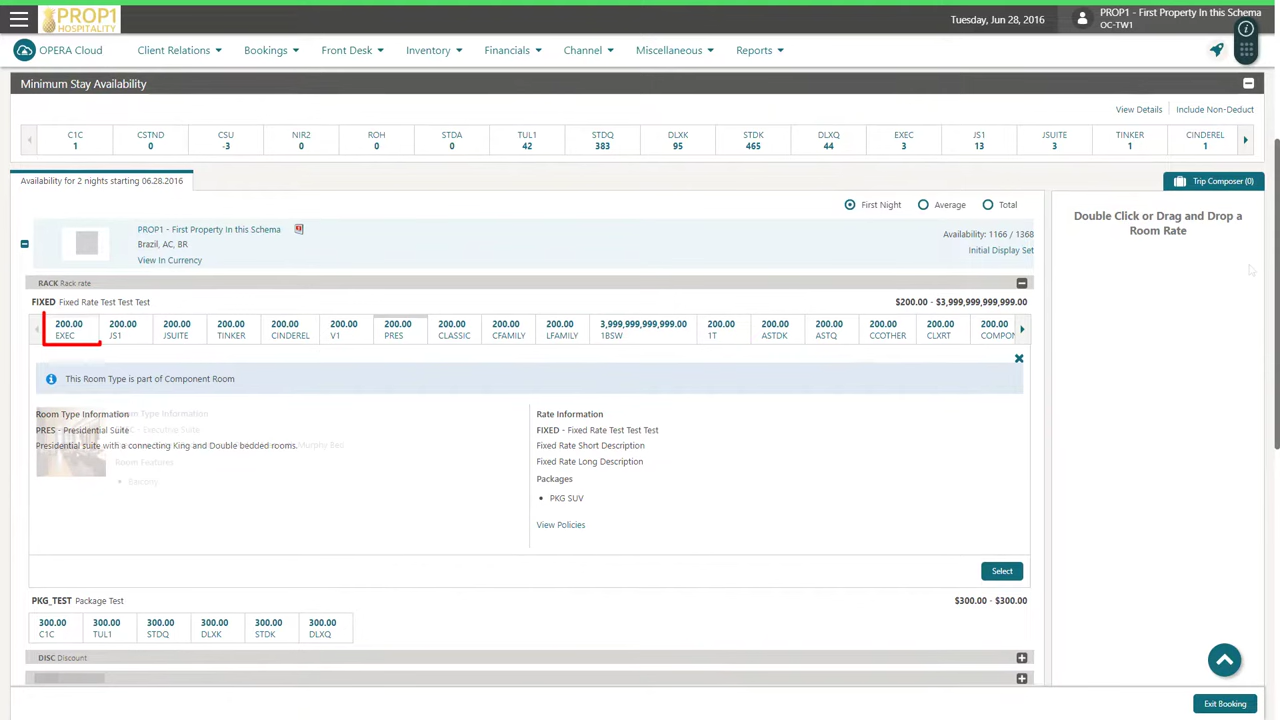 PROP1
HOSPITALITY
Tuesday, Jun 28, 2016
PROP1 - First Property In this Schema
OC-TW1
OPERA Cloud
Client Relations
Bookings
Front Desk
Inventory
Financials
Channel
Miscellaneous
Reports
Minimum Stay Availability
View Details
Include Non-Deduct
C1C CSTND CSU NIR2 ROH STDA TUL1 STDQ DLXK STDK DLXQ EXEC JS1 JSUITE TINKER CINDEREL
1 0 -3 0 0 0 42 383 95 465 44 3 13 3 1 1
Availability for 2 nights starting 06.28.2016
Trip Composer (0)
First Night
Average
Total
Double Click or Drag and Drop a
Room Rate
PROP1 - First Property In this Schema
Brazil, AC, BR
View In Currency
Availability: 1166 / 1368
Initial Display Set
RACK Rack rate
FIXED Fixed Rate Test Test Test
$200.00 - $3,999,999,999,999.00
200.00 200.00 200.00 200.00 200.00 200.00 200.00 200.00 200.00 200.00 3,999,999,999,999.00 200.00 200.00 200.00 200.00 200.00 200.00
EXEC JS1 JSUITE TINKER CINDEREL V1 PRES CLASSIC CFAMILY LFAMILY 1BSW 1T ASTDK ASTQ CCOTHER CLXRT COMPON
This Room Type is part of Component Room
Room Type Information
PRES - Presidential Suite
Presidential suite with a connecting King and Double bedded rooms.
Room Type Information
Executive Suite
Murphy Bed
Room Features
Balcony
Rate Information
FIXED - Fixed Rate Test Test Test
Fixed Rate Short Description
Fixed Rate Long Description
Packages
PKG SUV
View Policies
Select
PKG_TEST Package Test
$300.00 - $300.00
300.00 300.00 300.00 300.00 300.00 300.00
C1C TUL1 STDQ DLXK STDK DLXQ
DISC Discount
Exit Booking